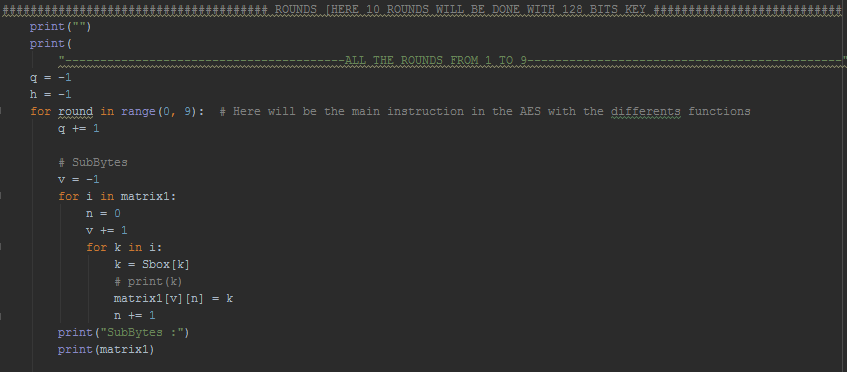 ###################################### ROUNDS [HERE 10 ROUNDS WILL BE DONE WITH 128 BITS KEY ###########################
print("")
print(
"----------------------------------------ALL THE ROUNDS FROM 1 TO 9---------------------------------------------"
q = -1
h = -1
for round in range(0, 9):  # Here will be the main instruction in the AES with the differents functions
    q += 1
    # SubBytes
    v = -1
    for i in matrix1:
        n = 0
        v += 1
        for k in i:
            k = Sbox[k]
            # print(k)
            matrix1[v][n] = k
            n += 1
    print("SubBytes :")
    print(matrix1)